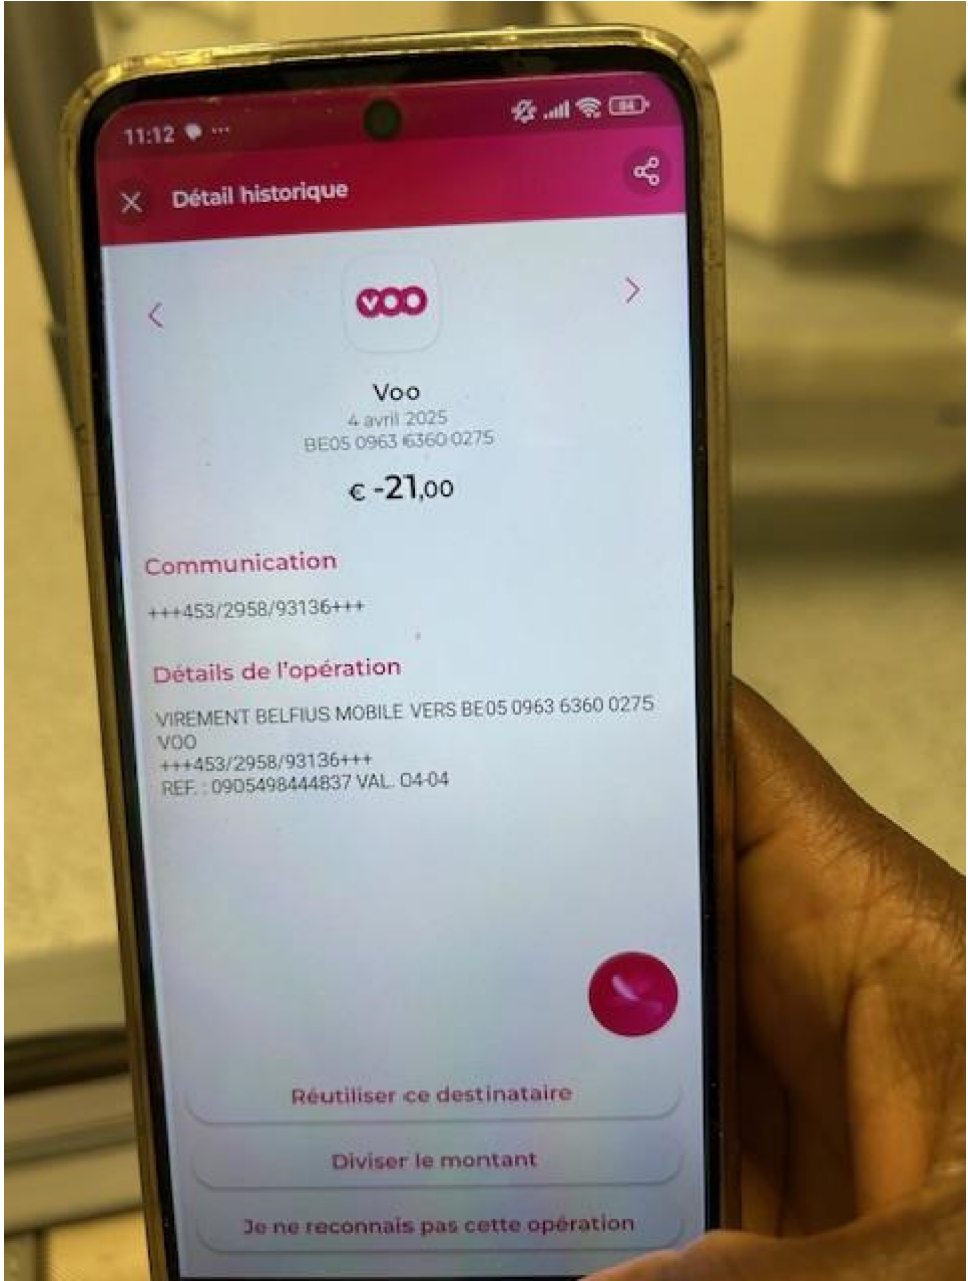 11:12
84
Détail historique
VOO
Voo
4 avril 2025
BE05 0963 6360 0275
€ -21,00
Communication
+++453/2958/93136+++
Détails de l'opération
VIREMENT BELFIUS MOBILE VERS BE05 0963 6360 0275
VOO
+++453/2958/93136+++
REF. : 0905498444837 VAL. 04-04
Réutiliser ce destinataire
Diviser le montant
Je ne reconnais pas cette opération